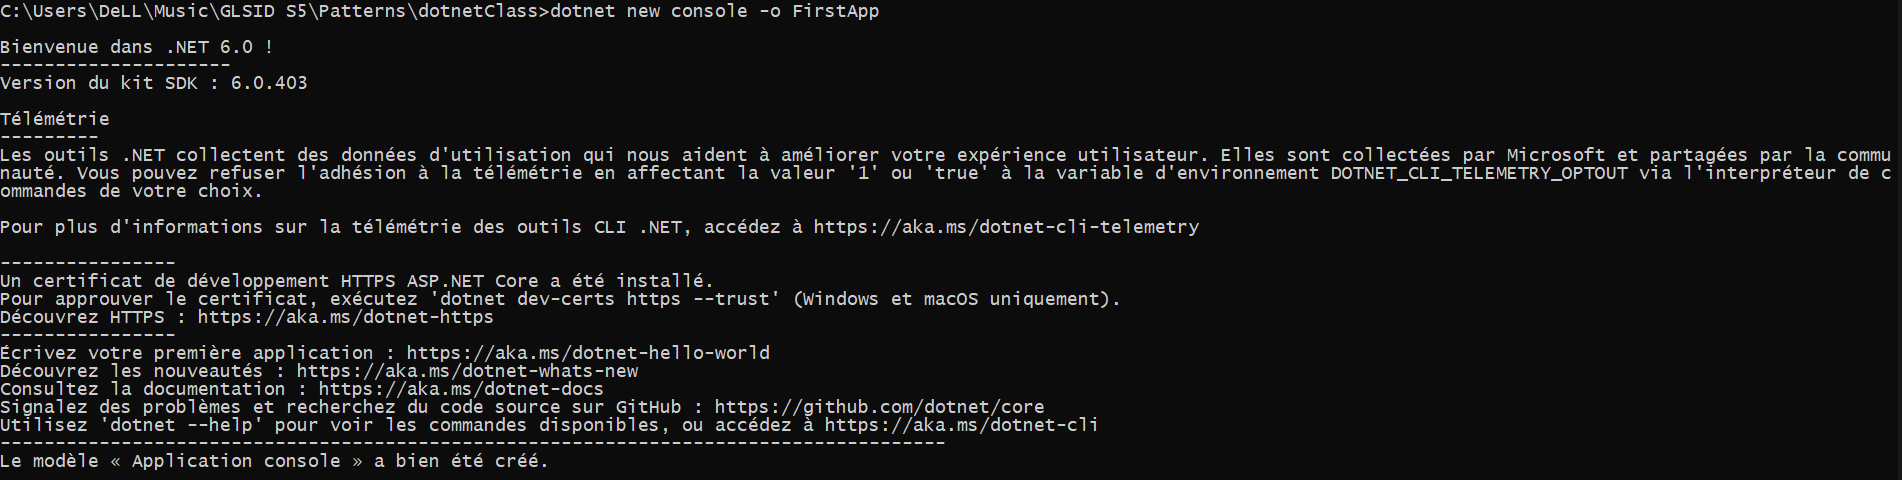 C:\Users\DeLL\Music\GLSID S5\Patterns\dotnetClass>dotnet new console -o FirstApp
Bienvenue dans .NET 6.0 !
---------------------
Version du kit SDK : 6.0.403
Télémétrie
---------
Les outils .NET collectent des données d'utilisation qui nous aident à améliorer votre expérience utilisateur. Elles sont collectées par Microsoft et partagées par la commu
nauté. Vous pouvez refuser l'adhésion à la télémétrie en affectant la valeur '1' ou 'true' à la variable d'environnement DOTNET_CLI_TELEMETRY_OPTOUT via l'interpréteur de c
ommandes de votre choix.
Pour plus d'informations sur la télémétrie des outils CLI .NET, accédez à https://aka.ms/dotnet-cli-telemetry
----------------
Un certificat de développement HTTPS ASP.NET Core a été installé.
Pour approuver le certificat, exécutez 'dotnet dev-certs https --trust' (Windows et macOS uniquement).
Découvrez HTTPS : https://aka.ms/dotnet-https
----------------
Écrivez votre première application : https://aka.ms/dotnet-hello-world
Découvrez les nouveautés : https://aka.ms/dotnet-whats-new
Consultez la documentation : https://aka.ms/dotnet-docs
Signalez des problèmes et recherchez du code source sur GitHub : https://github.com/dotnet/core
Utilisez 'dotnet --help' pour voir les commandes disponibles, ou accédez à https://aka.ms/dotnet-cli
--------------------------------------------------------------------------------------
Le modèle « Application console » a bien été créé.